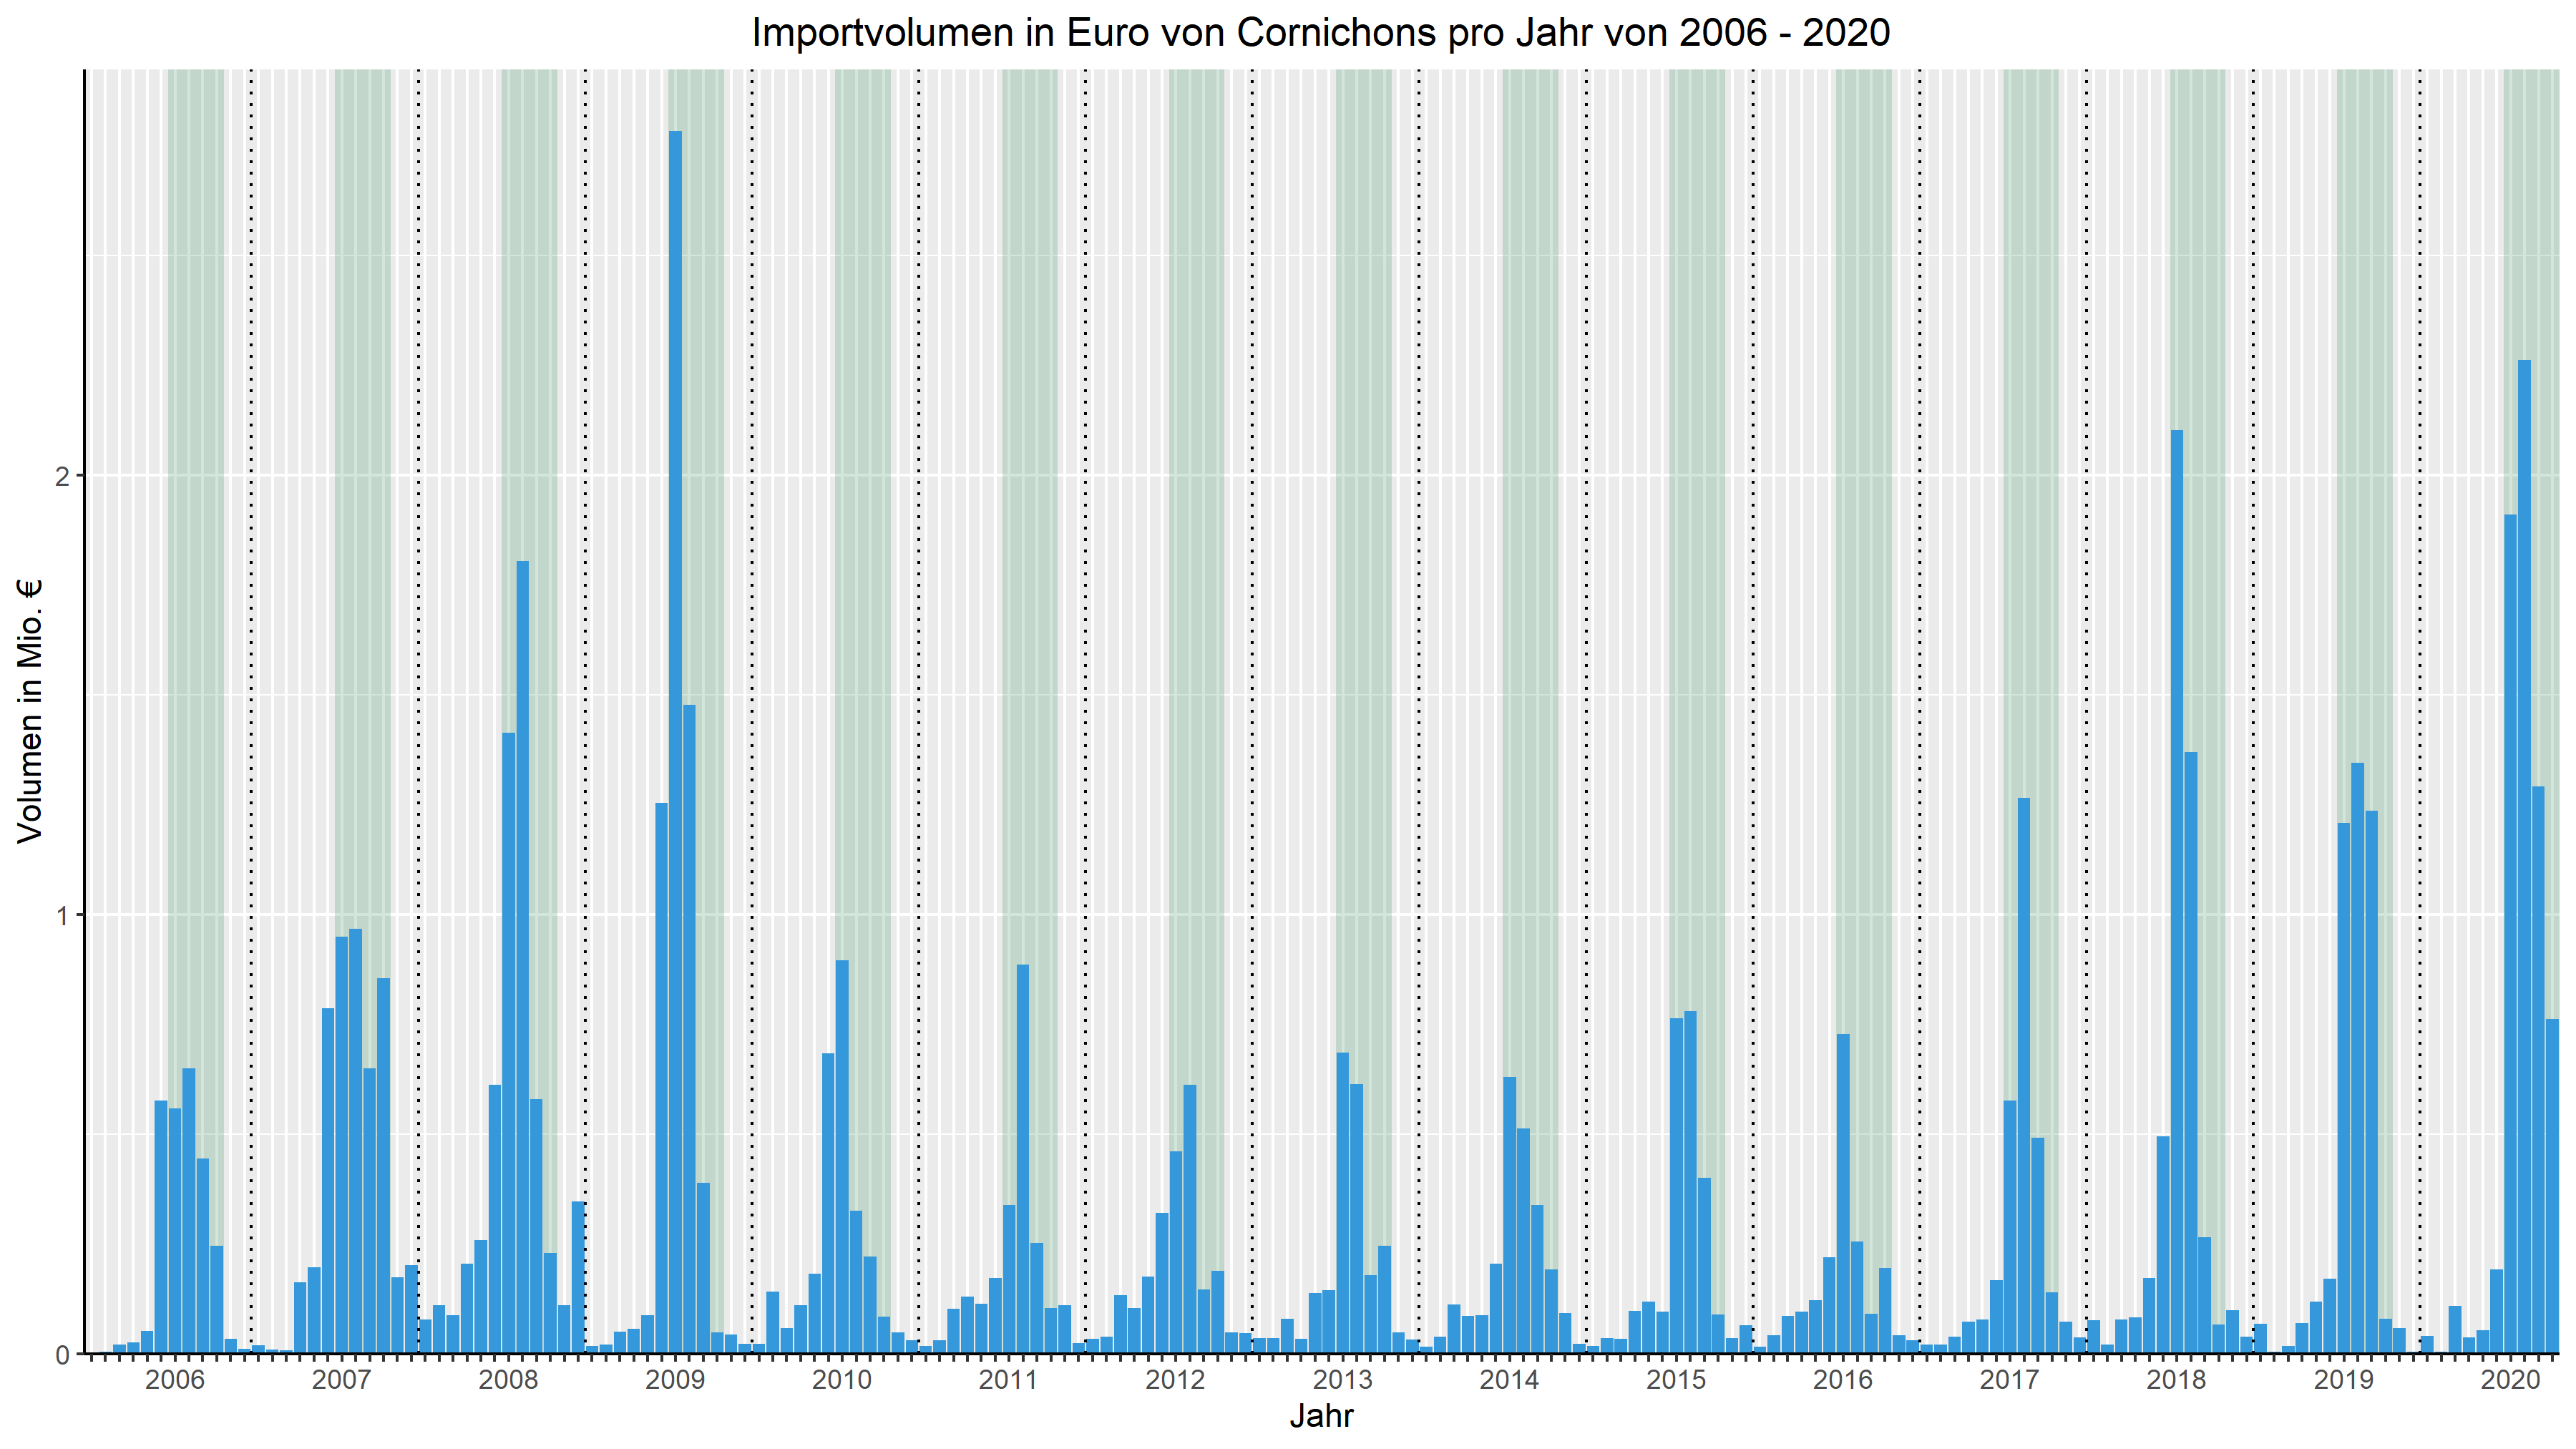 Importvolumen in Euro von Cornichons pro Jahr von 2006 - 2020
Volumen in Mio. €
2
1
0
2006 2007 2008 2009 2010 2011 2012 2013 2014 2015 2016 2017 2018 2019 2020
Jahr